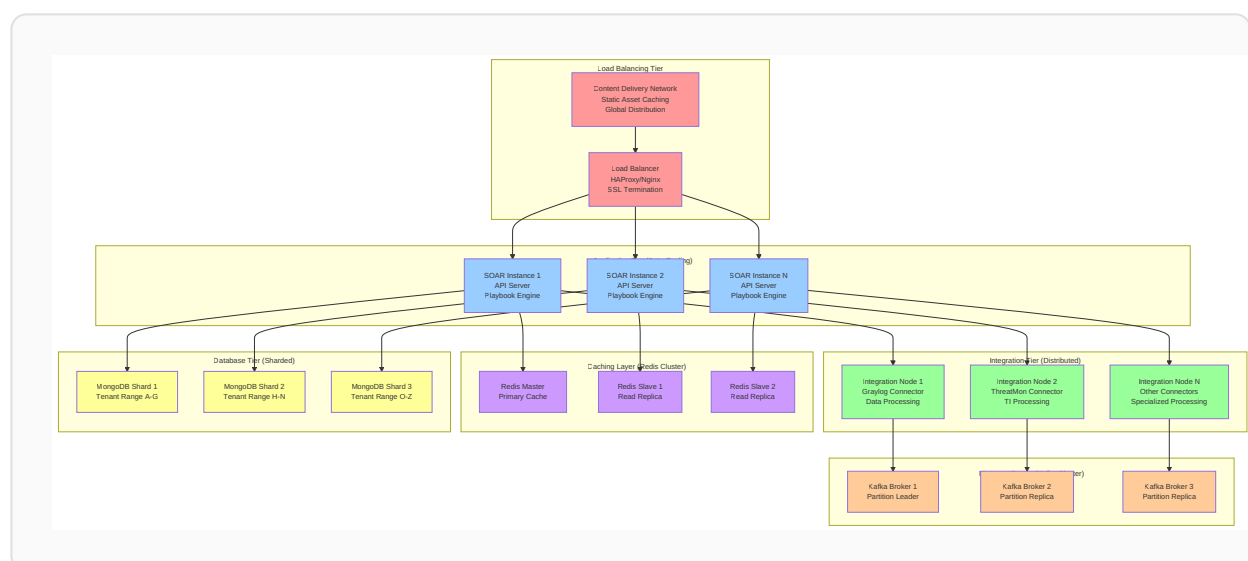 Load Balancing Tier
Content Delivery Network
Static Asset Caching
Global Distribution
Load Balancer
HAProxy/Nginx
SSL Termination
SOAR Instance 1
API Server
Playbook Engine
SOAR Instance 2
API Server
Playbook Engine
SOAR Instance N
API Server
Playbook Engine
Database Tier (Sharded)
MongoDB Shard 1
Tenant Range A-G
MongoDB Shard 2
Tenant Range H-N
MongoDB Shard 3
Tenant Range O-Z
Caching Layer (Redis Cluster)
Redis Master
Primary Cache
Redis Slave 1
Read Replica
Redis Slave 2
Read Replica
Integration Tier (Distributed)
Integration Node 1
Graylog Connector
Data Processing
Integration Node 2
ThreatMon Connector
TI Processing
Integration Node N
Other Connectors
Specialized Processing
Kafka Broker 1
Partition Leader
Kafka Broker 2
Partition Replica
Kafka Broker 3
Partition Replica